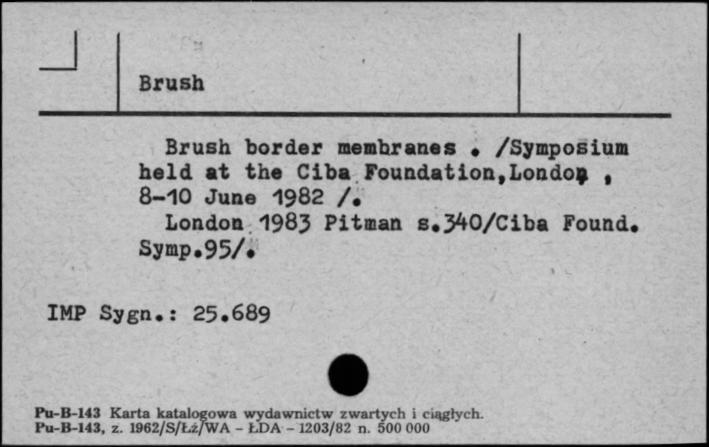 Brush
Brush border membranes . /Symposium
held at the Ciba Foundation,London ,
8-10 June 1982 /.
London 1983 Pitman s.340/Ciba Found.
Symp.95/.
IMP Sygn.: 25.689
Pu-B-143 Karta katalogowa wydawnictw zwartych i ciągłych.
Pu-B-143, z. 1962/S/Łź/WA - ŁDA - 1203/82 n. 500 000